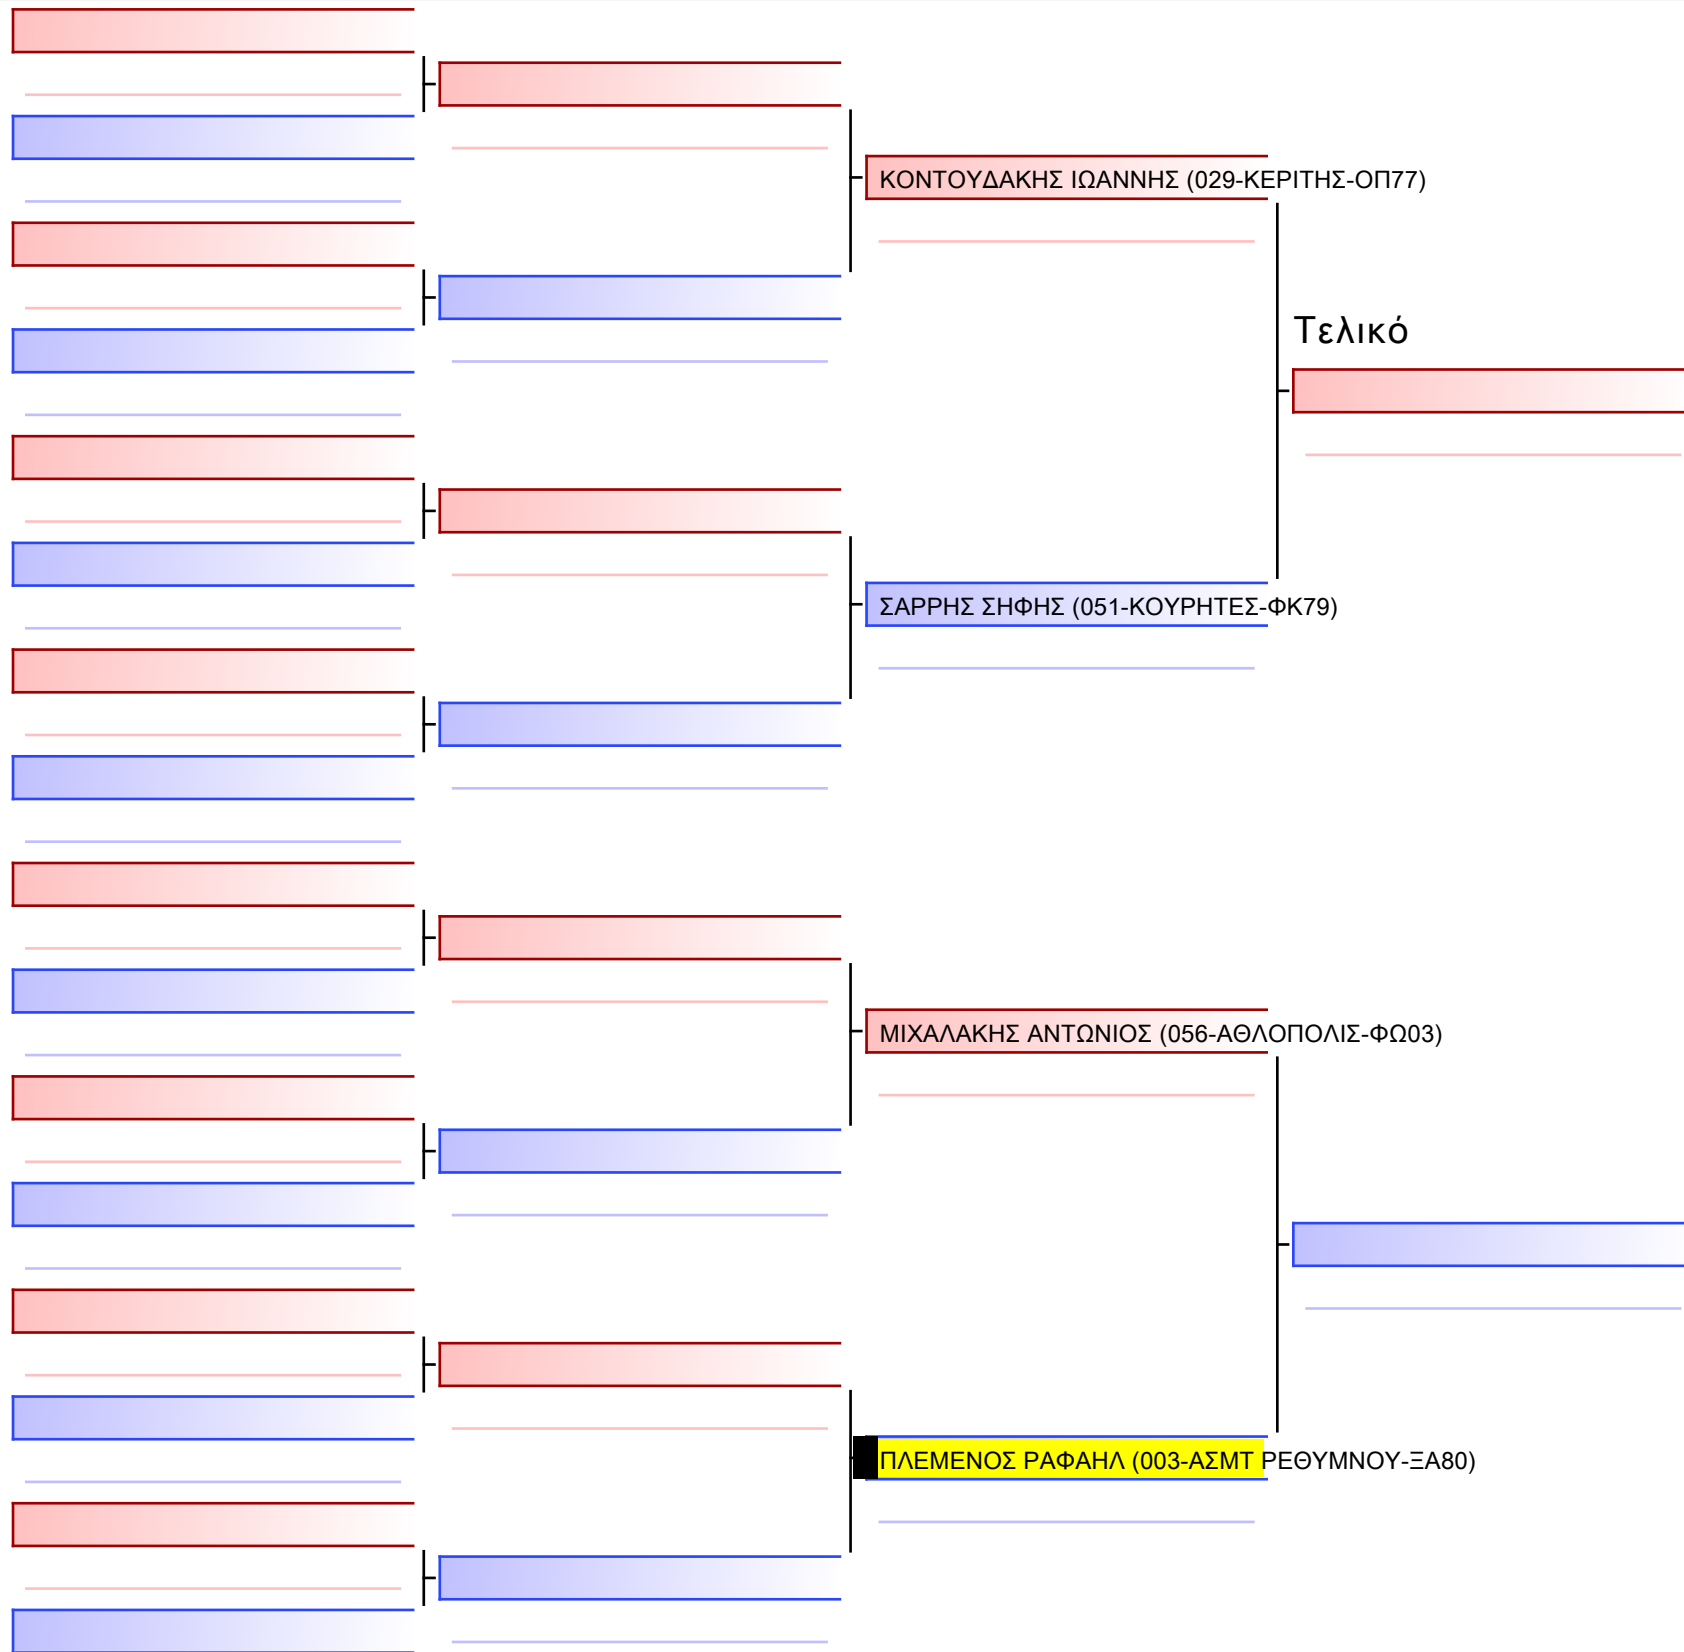 ΚΟΝΤΟΥΔΑΚΗΣ ΙΩΑΝΝΗΣ (029-ΚΕΡΙΤΗΣ-ΟΠ77)
Τελικό
ΣΑΡΡΗΣ ΣΗΦΗΣ (051-ΚΟΥΡΗΤΕΣ-ΦΚ79)
ΜΙΧΑΛΑΚΗΣ ΑΝΤΩΝΙΟΣ (056-ΑΘΛΟΠΟΛΙΣ-ΦΩ03)
ΠΛΕΜΕΝΟΣ ΡΑΦΑΗΛ (003-ΑΣΜΤ ΡΕΘΥΜΝΟΥ-ΞΑ80)